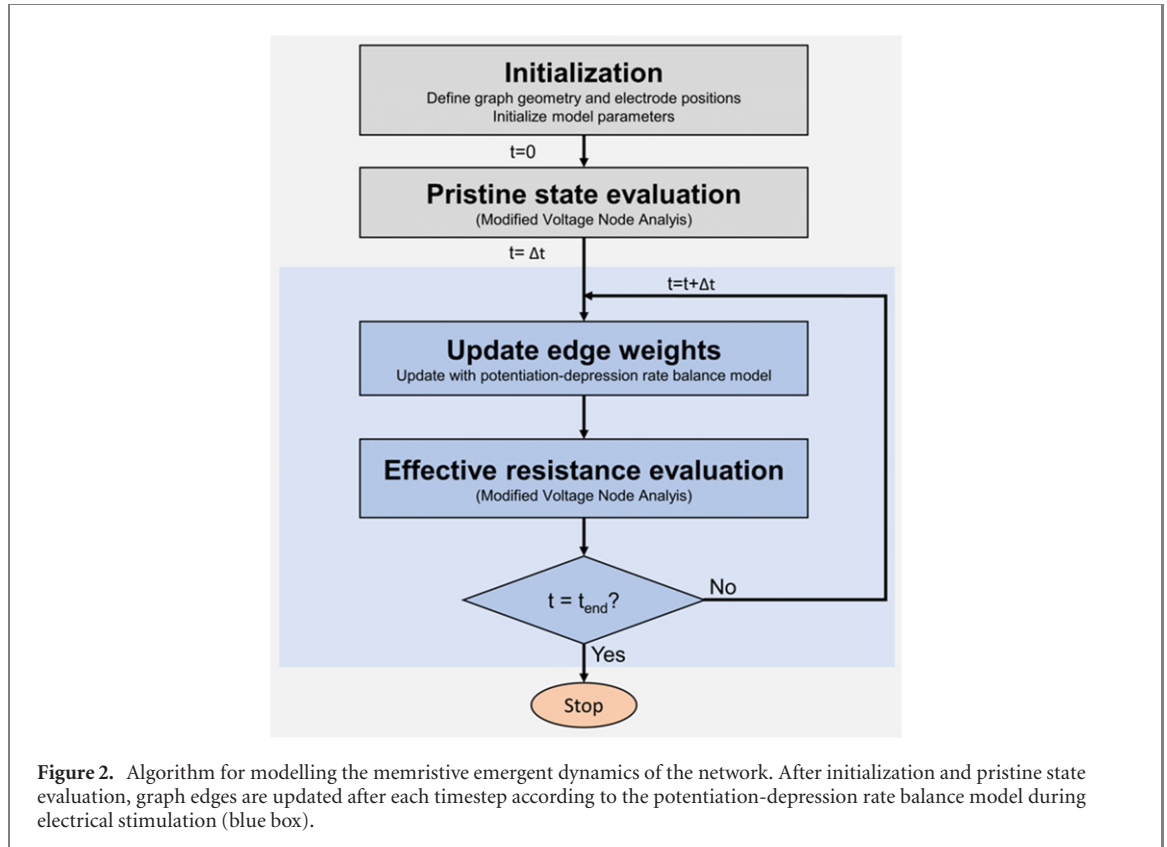 Initialization
Define graph geometry and electrode positions
Initialize model parameters
t=0
Pristine state evaluation
(Modified Voltage Node Analyis)
t= Δt
t=t+Δt
Update edge weights
Update with potentiation-depression rate balance model
Effective resistance evaluation
(Modified Voltage Node Analyis)
t = tend?
No
Yes
Stop
Figure 2. Algorithm for modelling the memristive emergent dynamics of the network. After initialization and pristine state
evaluation, graph edges are updated after each timestep according to the potentiation-depression rate balance model during
electrical stimulation (blue box).